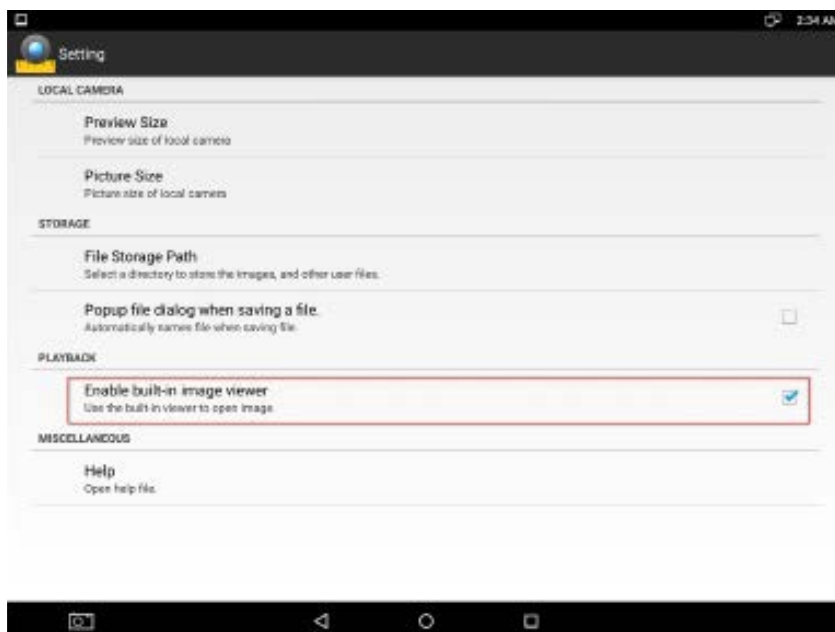 2:34 AM
Setting
LOCAL CAMERA
Preview Size
Preview size of local camera
Picture Size
Picture size of local camera
STORAGE
File Storage Path
Select a directory to store the images, and other user files.
Popup file dialog when saving a file.
Automatically names file when saving file.
PLAYBACK
Enable built-in image viewer
Use the built-in viewer to open image.
MISCELLANEOUS
Help
Open help file.